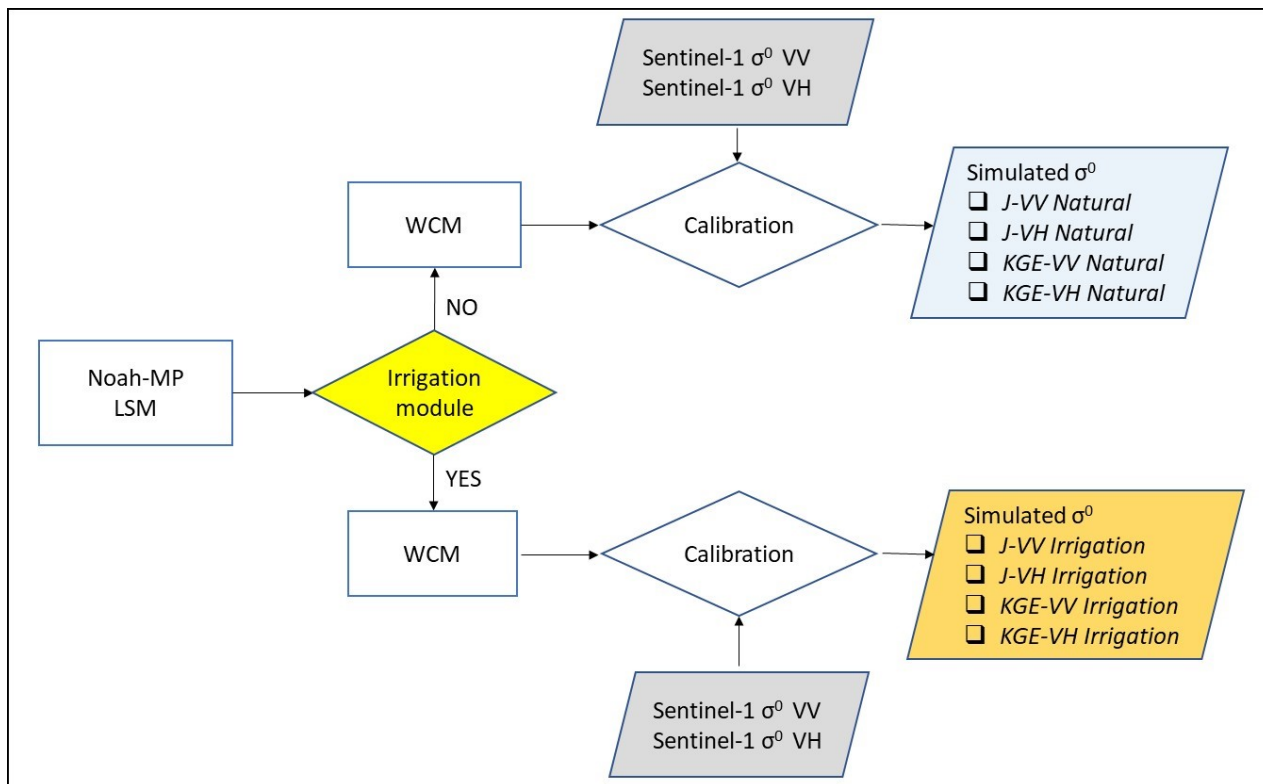 Sentinel-1 σ⁰ VV
Sentinel-1 σ⁰ VH
WCM
Calibration
Simulated σ⁰
❑ J-VV Natural
❑ J-VH Natural
❑ KGE-VV Natural
❑ KGE-VH Natural
NO
Noah-MP
LSM
Irrigation
module
YES
WCM
Calibration
Simulated σ⁰
❑ J-VV Irrigation
❑ J-VH Irrigation
❑ KGE-VV Irrigation
❑ KGE-VH Irrigation
Sentinel-1 σ⁰ VV
Sentinel-1 σ⁰ VH